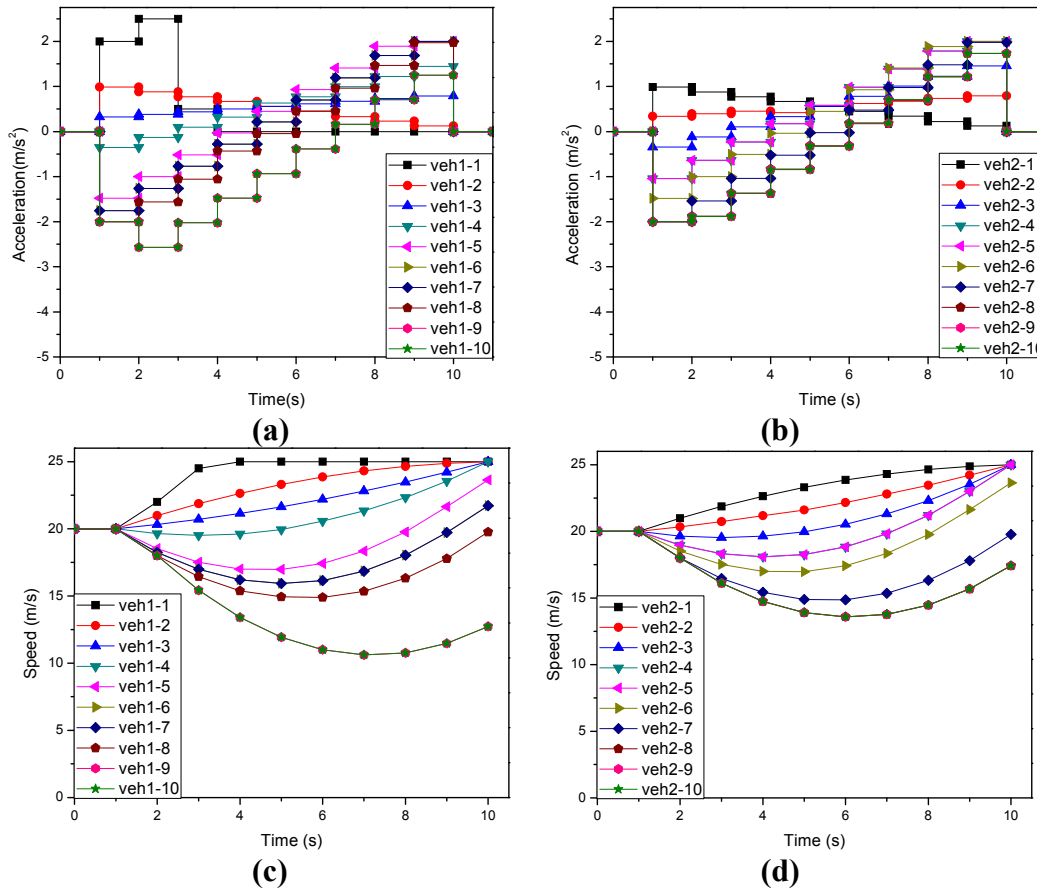 2
1
0
-1
-2
-3
-4
-5
Acceleration(m/s²)
0 2 4 6 8 10
Time(s)
veh1-1
veh1-2
veh1-3
veh1-4
veh1-5
veh1-6
veh1-7
veh1-8
veh1-9
veh1-10
(a)
2
1
0
-1
-2
-3
-4
-5
Acceleration (m/s²)
0 2 4 6 8 10
Time (s)
veh2-1
veh2-2
veh2-3
veh2-4
veh2-5
veh2-6
veh2-7
veh2-8
veh2-9
veh2-10
(b)
25
20
15
10
5
0
Speed (m/s)
0 2 4 6 8 10
Time (s)
veh1-1
veh1-2
veh1-3
veh1-4
veh1-5
veh1-6
veh1-7
veh1-8
veh1-9
veh1-10
(c)
25
20
15
10
5
0
Speed (m/s)
0 2 4 6 8 10
Time (s)
veh2-1
veh2-2
veh2-3
veh2-4
veh2-5
veh2-6
veh2-7
veh2-8
veh2-9
veh2-10
(d)